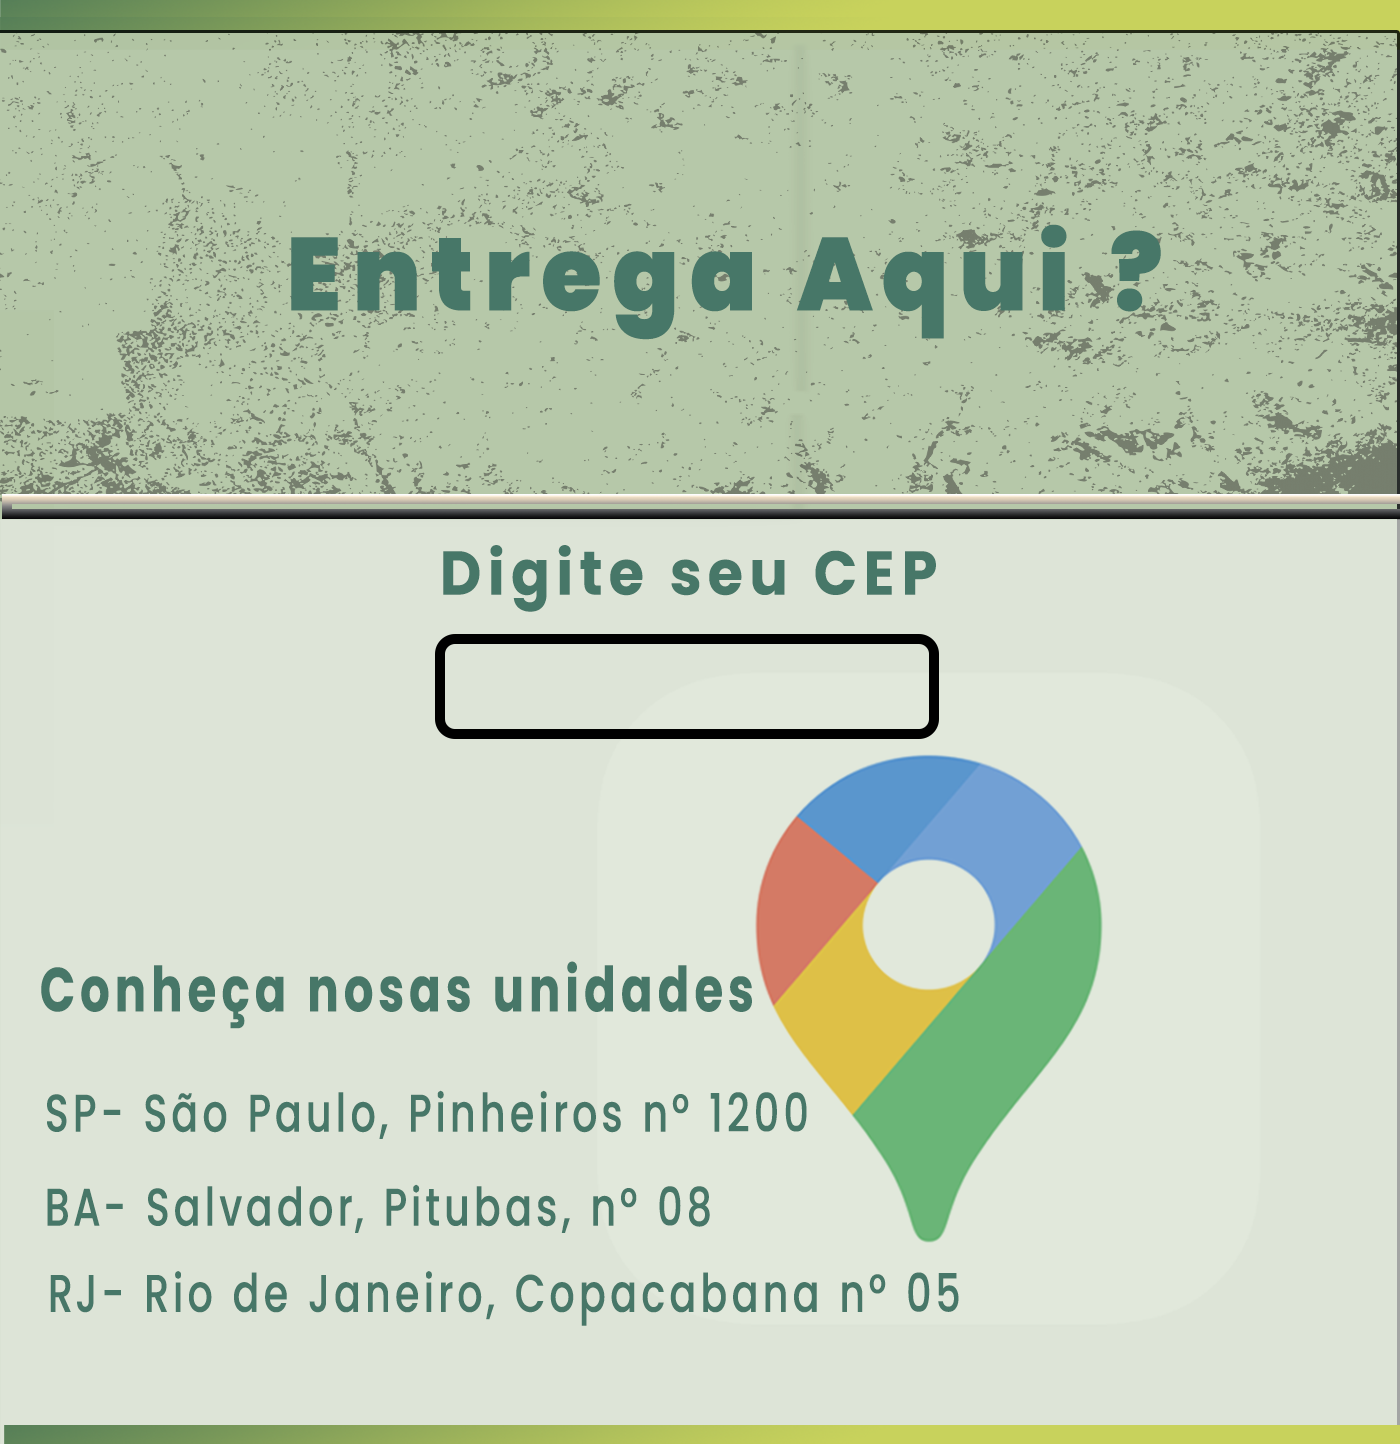 Entrega Aqui ?
Digite seu CEP
Conheça nosas unidades
SP- São Paulo, Pinheiros nº 1200
BA- Salvador, Pitubas, nº 08
RJ- Rio de Janeiro, Copacabana nº 05